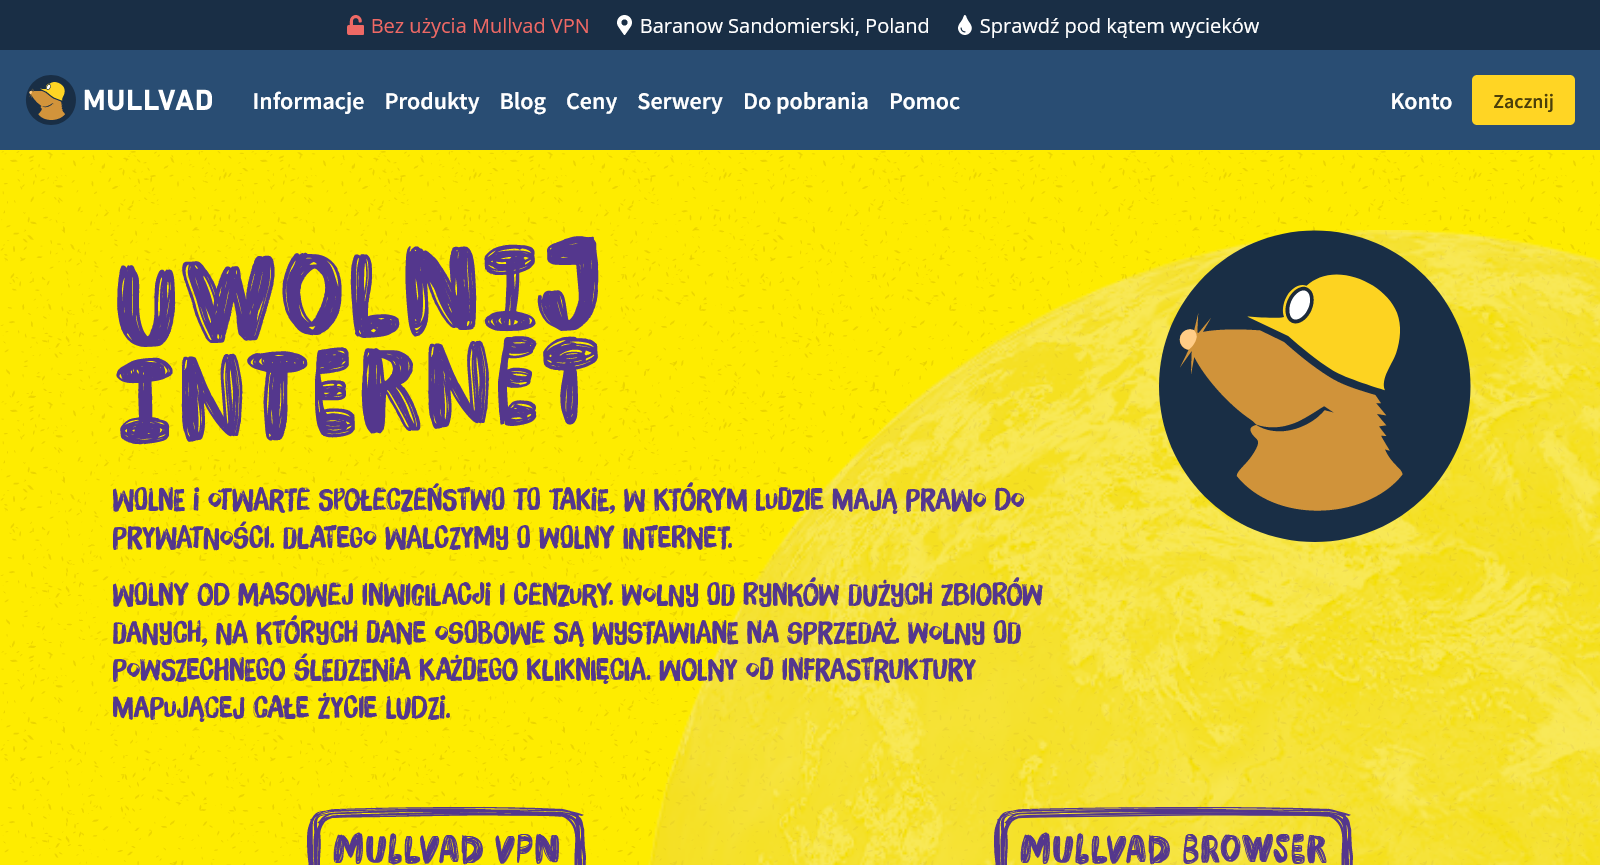 Bez użycia Mullvad VPN Baranow Sandomierski, Poland Sprawdź pod kątem wycieków
MULLVAD Informacje Produkty Blog Ceny Serwery Do pobrania Pomoc Konto Zacznij
UWOLNIJ
INTERNET
WOLNE i oTWARTE SPOŁECZEŃSTWO TO TAKiE, W KTÓRYM LuDZIE MAJĄ PRAWo Do
PRYWATNoŚCI. DLATEGo WALCZYMy O WOLNY INTERNET.
WOLNY OD MASOWEJ INWIGILACJi I CENZuRY. WoLNy OD RyNKÓW DUŻYCH ZBIORÓW
DANYCH, NA KTÓRYCH DANE oSOBOWE SĄ WYSTAWIANE NA SPRZEDAŻ. WoLNY OD
PoWSZECHNEGO ŚLEDZENiA KAŻDEGO KLIKNIĘCIA. WOLNY oD INFRASTRUKTURY
MAPuJĄCEJ CAŁE ŻYCIE LUDZi.
MULLVAD VPN MULLVAD BROWSER